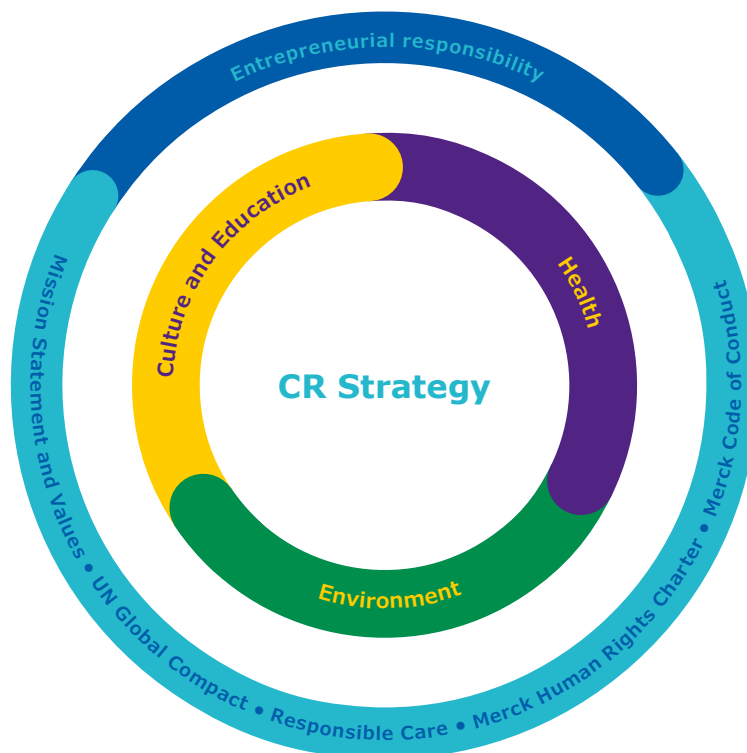 Entrepreneurial responsibility
Culture and Education
Health
CR Strategy
Environment
Mission Statement and Values • UN Global Compact • Responsible Care • Merck Human Rights Charter • Merck Code of Conduct